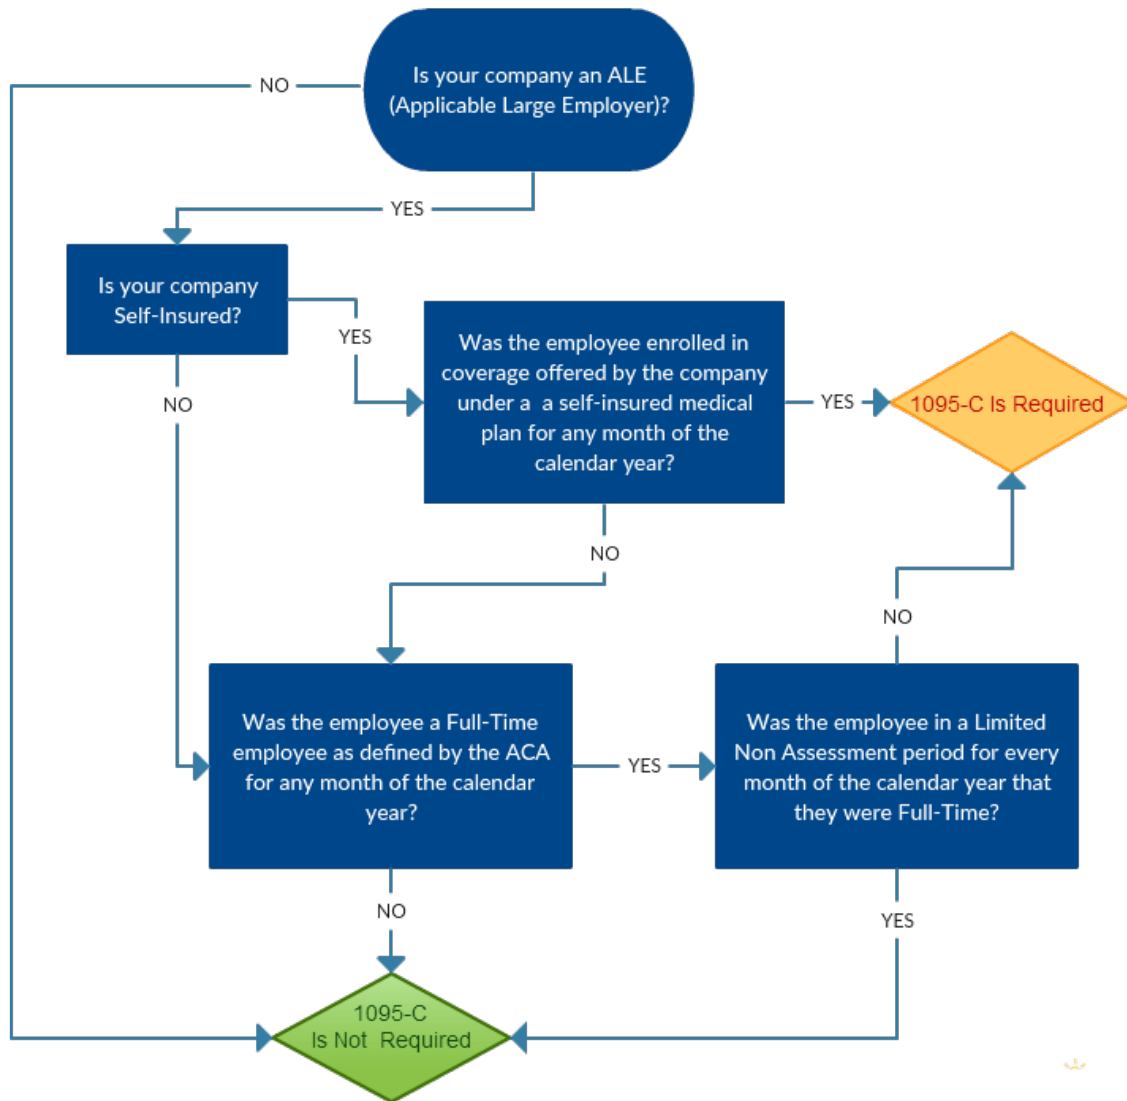 Is your company an ALE
(Applicable Large Employer)?
NO
YES
Is your company
Self-Insured?
YES
NO
Was the employee enrolled in
coverage offered by the company
under a a self-insured medical
plan for any month of the
calendar year?
YES
1095-C Is Required
NO
NO
Was the employee a Full-Time
employee as defined by the ACA
for any month of the calendar
year?
YES
Was the employee in a Limited
Non Assessment period for every
month of the calendar year that
they were Full-Time?
NO
YES
1095-C
Is Not Required